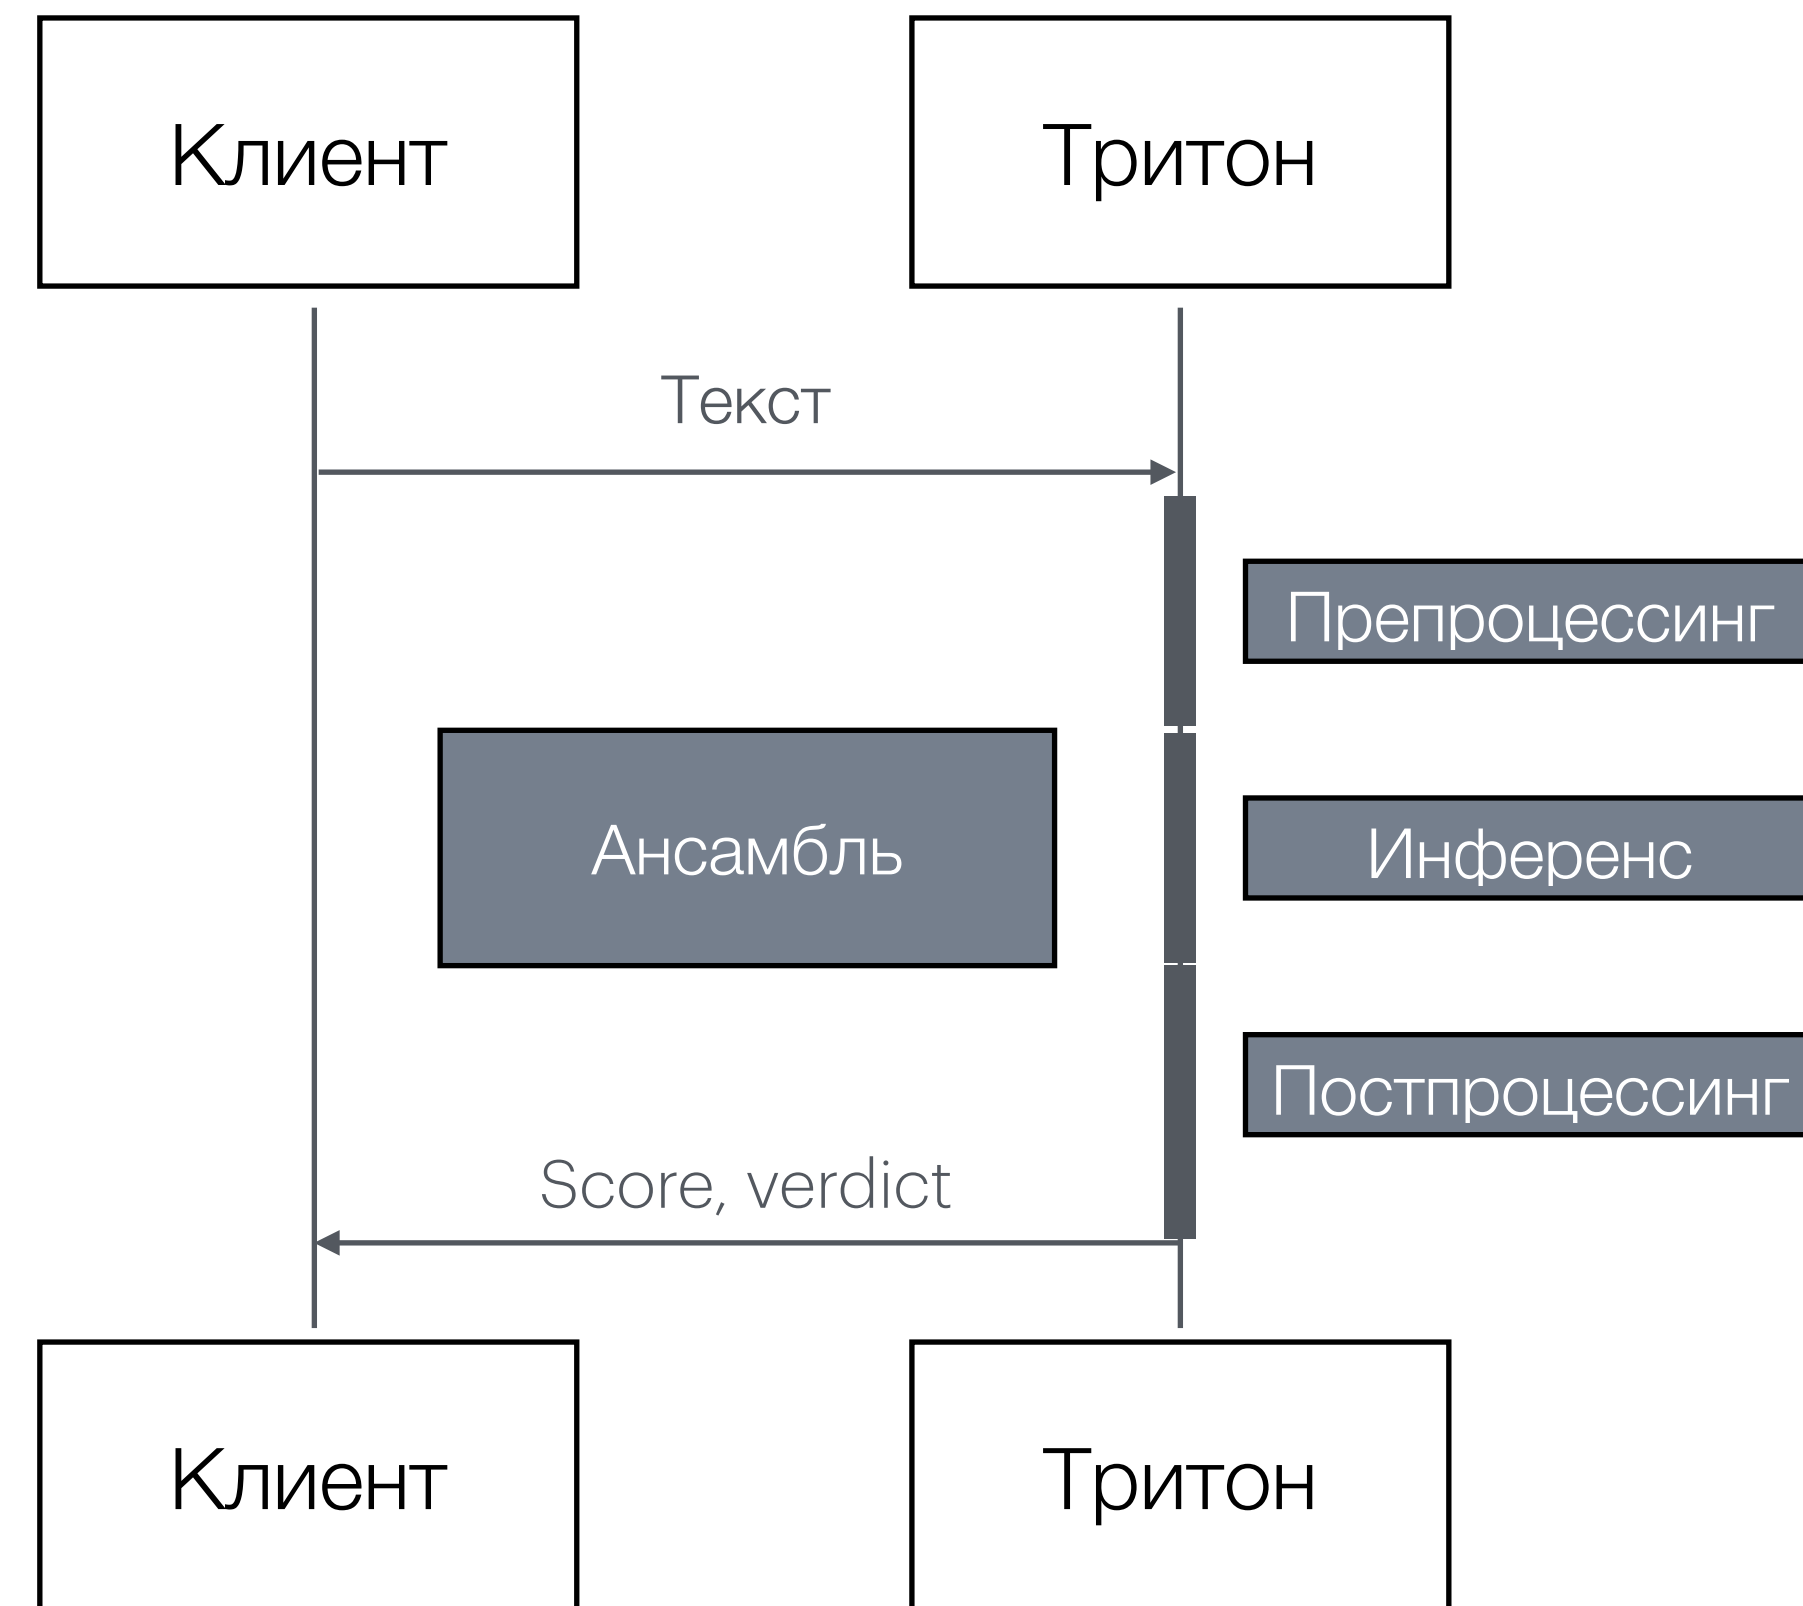 Клиент
Тритон
Текст
Препроцессинг
Ансамбль
Инференс
Постпроцессинг
Score, verdict
Клиент
Тритон